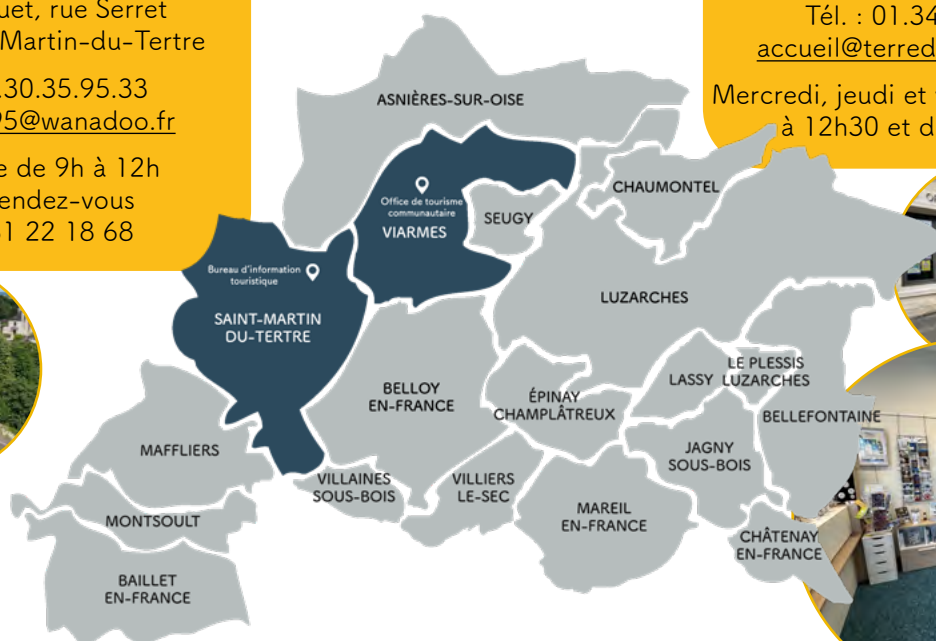 rue Serret
Martin-du-Tertre
.30.35.95.33
95@wanadoo.fr
de 9h à 12h
22 18 68
Tél. : 01.34
accueil@terred
Mercredi, jeudi et
à 12h30 et d
ASNIÈRES-SUR-OISE
Office de tourisme
communautaire
VIARMES
SEUGY
CHAUMONTEL
Bureau d'information
touristique
SAINT-MARTIN
DU-TERTRE
LUZARCHES
BELLOY
EN-FRANCE
ÉPINAY
CHAMPLÂTREUX
LASSY
LE PLESSIS
LUZARCHES
BELLEFONTAINE
MAFFLIERS
JAGNY
SOUS-BOIS
VILLAINES
SOUS-BOIS
VILLIERS
LE-SEC
MAREIL
EN-FRANCE
MONTSOULT
CHÂTENAY
EN-FRANCE
BAILLET
EN-FRANCE